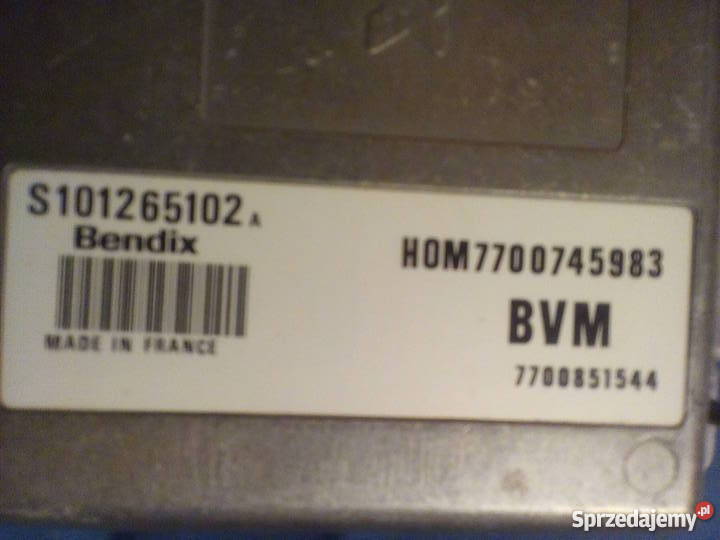 S101265102 A
Bendix
MADE IN FRANCE
HOM7700745983
BVM
7700851544
Sprzedajemy.pl